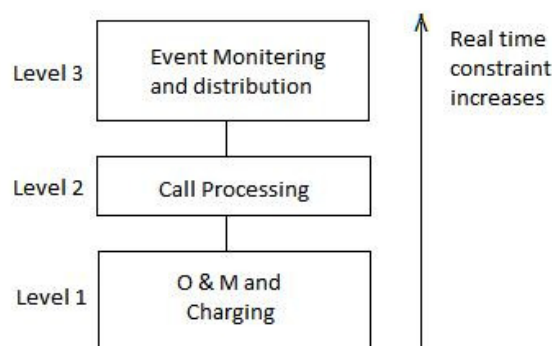 Level 3
Event Monitering
and distribution
Real time
constraint
increases
Level 2
Call Processing
Level 1
O & M and
Charging